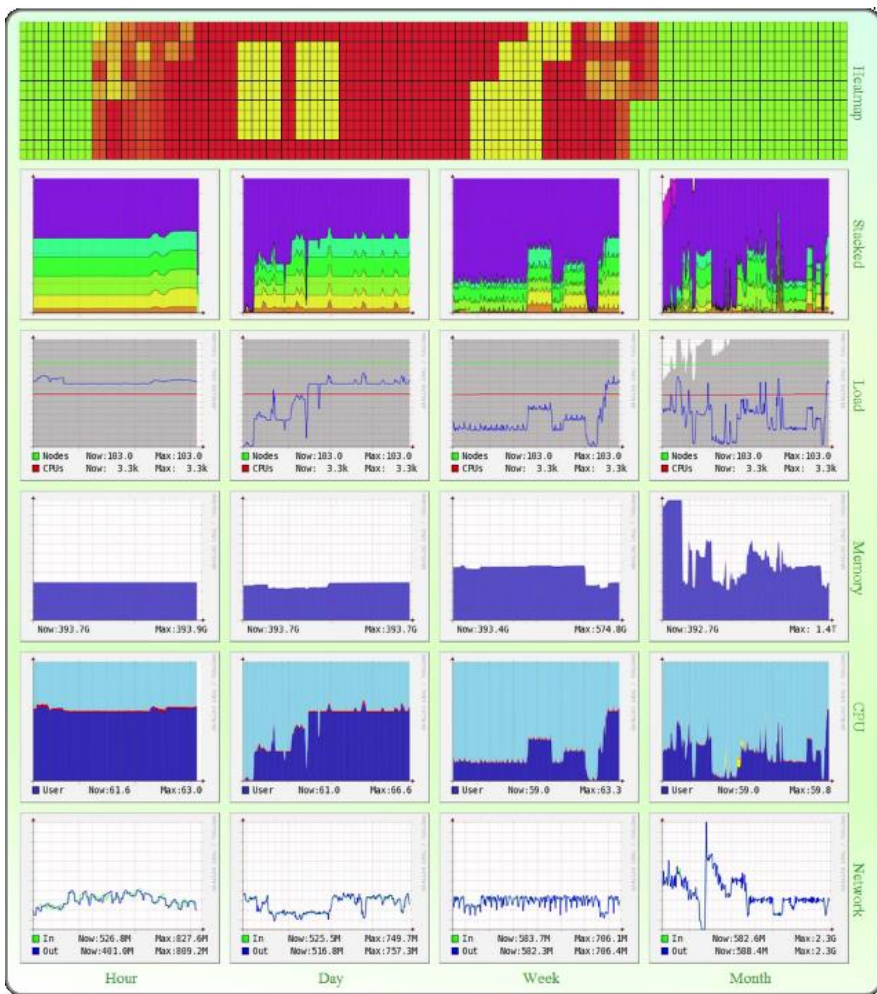 Heatmap
Stacked
Load
Nodes Now:103.0 Max:103.0
CPUs Now: 3.3k Max: 3.3k
Nodes Now:103.0 Max:103.0
CPUs Now: 3.3k Max: 3.3k
Nodes Now:103.0 Max:103.0
CPUs Now: 3.3k Max: 3.3k
Nodes Now:103.0 Max:103.0
CPUs Now: 3.3k Max: 3.3k
Memory
Now:393.7G Max:393.9G
Now:393.7G Max:393.7G
Now:393.4G Max:574.8G
Now:392.7G Max: 1.4T
CPU
User Now:61.6 Max:63.0
User Now:61.0 Max:66.6
User Now:59.0 Max:63.3
User Now:59.0 Max:59.8
Network
In Now:526.8M Max:827.6M
Out Now:401.0M Max:809.2M
In Now:525.5M Max:749.7M
Out Now:516.8M Max:757.3M
In Now:583.7M Max:706.1M
Out Now:582.3M Max:706.4M
In Now:582.6M Max:2.3G
Out Now:588.4M Max:2.3G
Hour
Day
Week
Month